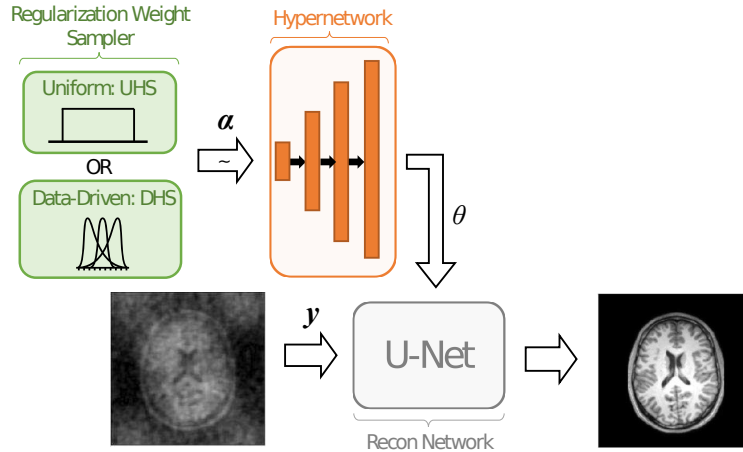 Regularization Weight
Sampler
Hypernetwork
Uniform: UHS
α
~
OR
Data-Driven: DHS
θ
y
U-Net
Recon Network